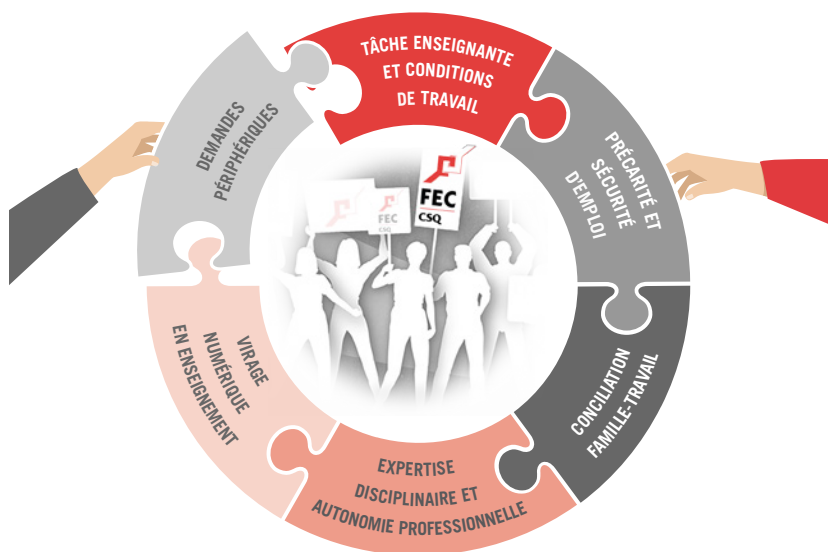 TÂCHE ENSEIGNANTE
ET CONDITIONS
DE TRAVAIL
PRÉCARITÉ ET
SÉCURITÉ
D'EMPLOI
CONCILIATION
FAMILLE-TRAVAIL
EXPERTISE
DISCIPLINAIRE ET
AUTONOMIE PROFESSIONNELLE
VIRAGE
NUMÉRIQUE
EN ENSEIGNEMENT
DEMANDES
PÉRIPHÉRIQUES
FEC
CSQ
FEC
CSQ